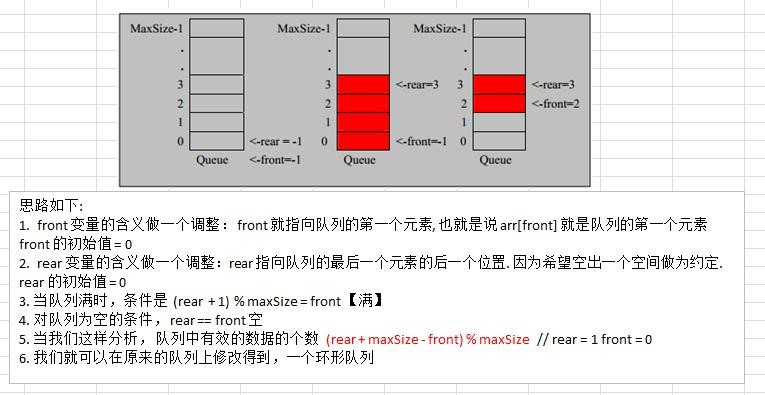 MaxSize-1 MaxSize-1 MaxSize-1
. . .
. . .
3 3 <-rear=3 3 <-rear=3
2 2 2 <-front=2
1 1 1
0 <-rear = -1 0 <-front=-1 0
Queue <-front=-1 Queue Queue
思路如下:
1. front 变量的含义做一个调整： front 就指向队列的第一个元素, 也就是说 arr[front] 就是队列的第一个元素
front 的初始值 = 0
2. rear 变量的含义做一个调整：rear 指向队列的最后一个元素的后一个位置. 因为希望空出一个空间做为约定.
rear 的初始值 = 0
3. 当队列满时，条件是 (rear + 1) % maxSize = front 【满】
4. 对队列为空的条件， rear == front 空
5. 当我们这样分析， 队列中有效的数据的个数 (rear + maxSize - front) % maxSize // rear = 1 front = 0
6. 我们就可以在原来的队列上修改得到，一个环形队列